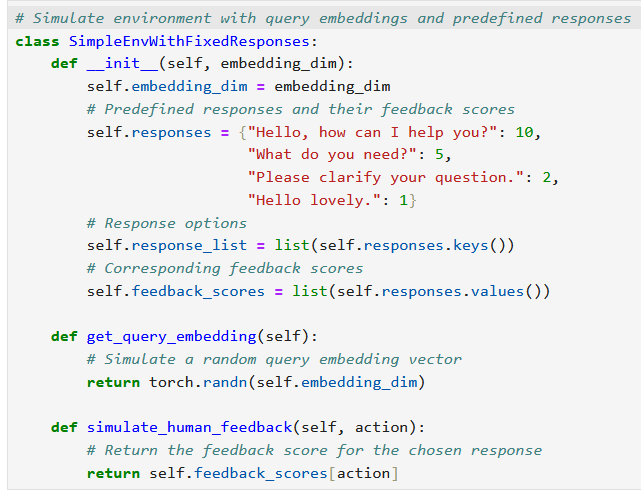 # Simulate environment with query embeddings and predefined responses
class SimpleEnvWithFixedResponses:
    def __init__(self, embedding_dim):
        self.embedding_dim = embedding_dim
        # Predefined responses and their feedback scores
        self.responses = {"Hello, how can I help you?": 10,
                          "What do you need?": 5,
                          "Please clarify your question.": 2,
                          "Hello lovely.": 1}
        # Response options
        self.response_list = list(self.responses.keys())
        # Corresponding feedback scores
        self.feedback_scores = list(self.responses.values())

    def get_query_embedding(self):
        # Simulate a random query embedding vector
        return torch.randn(self.embedding_dim)

    def simulate_human_feedback(self, action):
        # Return the feedback score for the chosen response
        return self.feedback_scores[action]